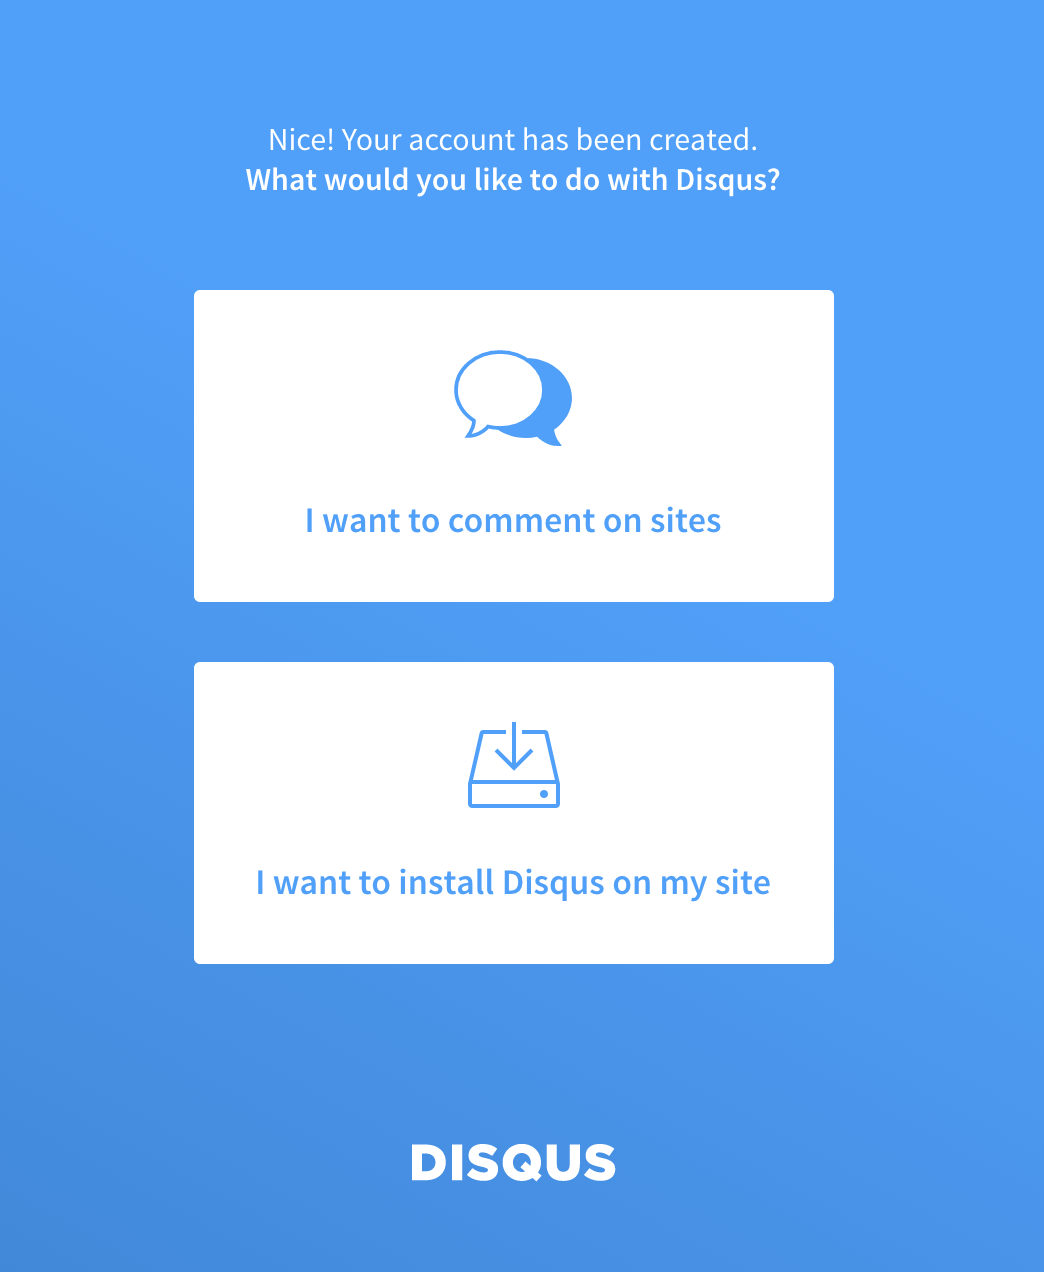 Nice! Your account has been created.
What would you like to do with Disqus?
I want to comment on sites
I want to install Disqus on my site
DISQUS